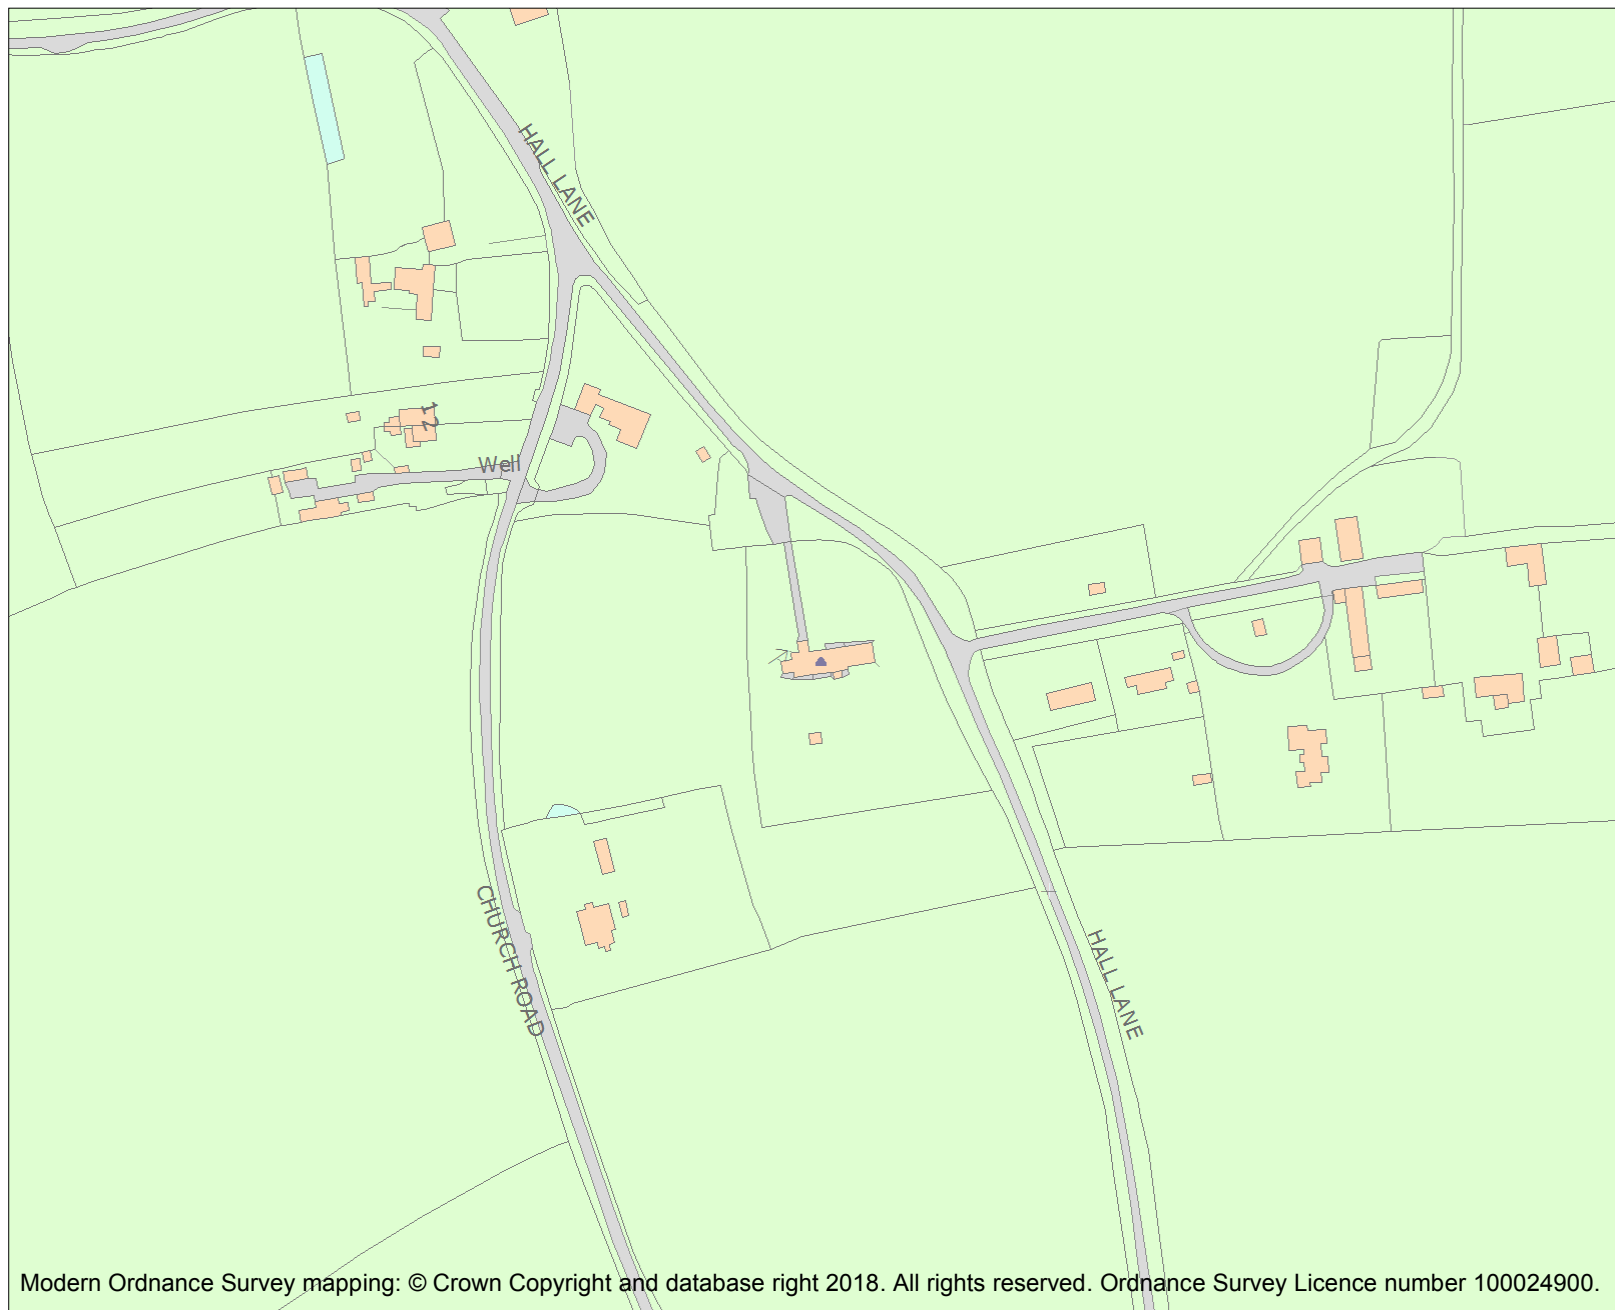 HALL LANE
12
Well
CHURCH ROAD
HALL LANE
Modern Ordnance Survey mapping: © Crown Copyright and database right 2018. All rights reserved. Ordnance Survey Licence number 100024900.